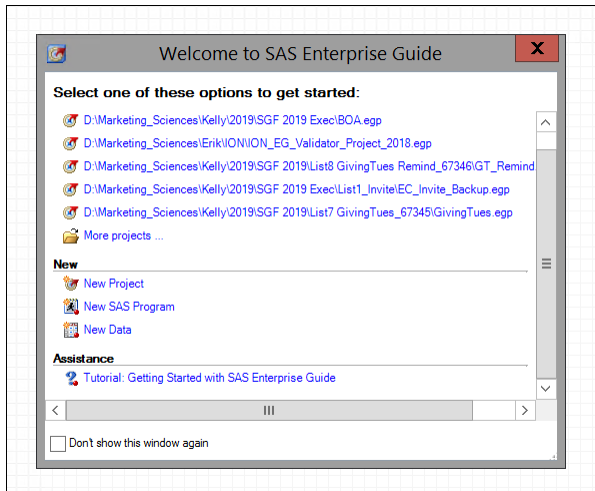 Welcome to SAS Enterprise Guide
X
Select one of these options to get started:
D:\Marketing_Sciences\Kelly\2019\SGF 2019 Exec\BOA.egp
D:\Marketing_Sciences\Erik\ION\ION_EG_Validator_Project_2018.egp
D:\Marketing_Sciences\Kelly\2019\SGF 2019\List8 GivingTues Remind_67346\GT_Remind
D:\Marketing_Sciences\Kelly\2019\SGF 2019 Exec\List1_Invite\EC_Invite_Backup.egp
D:\Marketing_Sciences\Kelly\2019\SGF 2019\List7 GivingTues_67345\GivingTues.egp
More projects ...
New
New Project
New SAS Program
New Data
Assistance
Tutorial: Getting Started with SAS Enterprise Guide
Don't show this window again